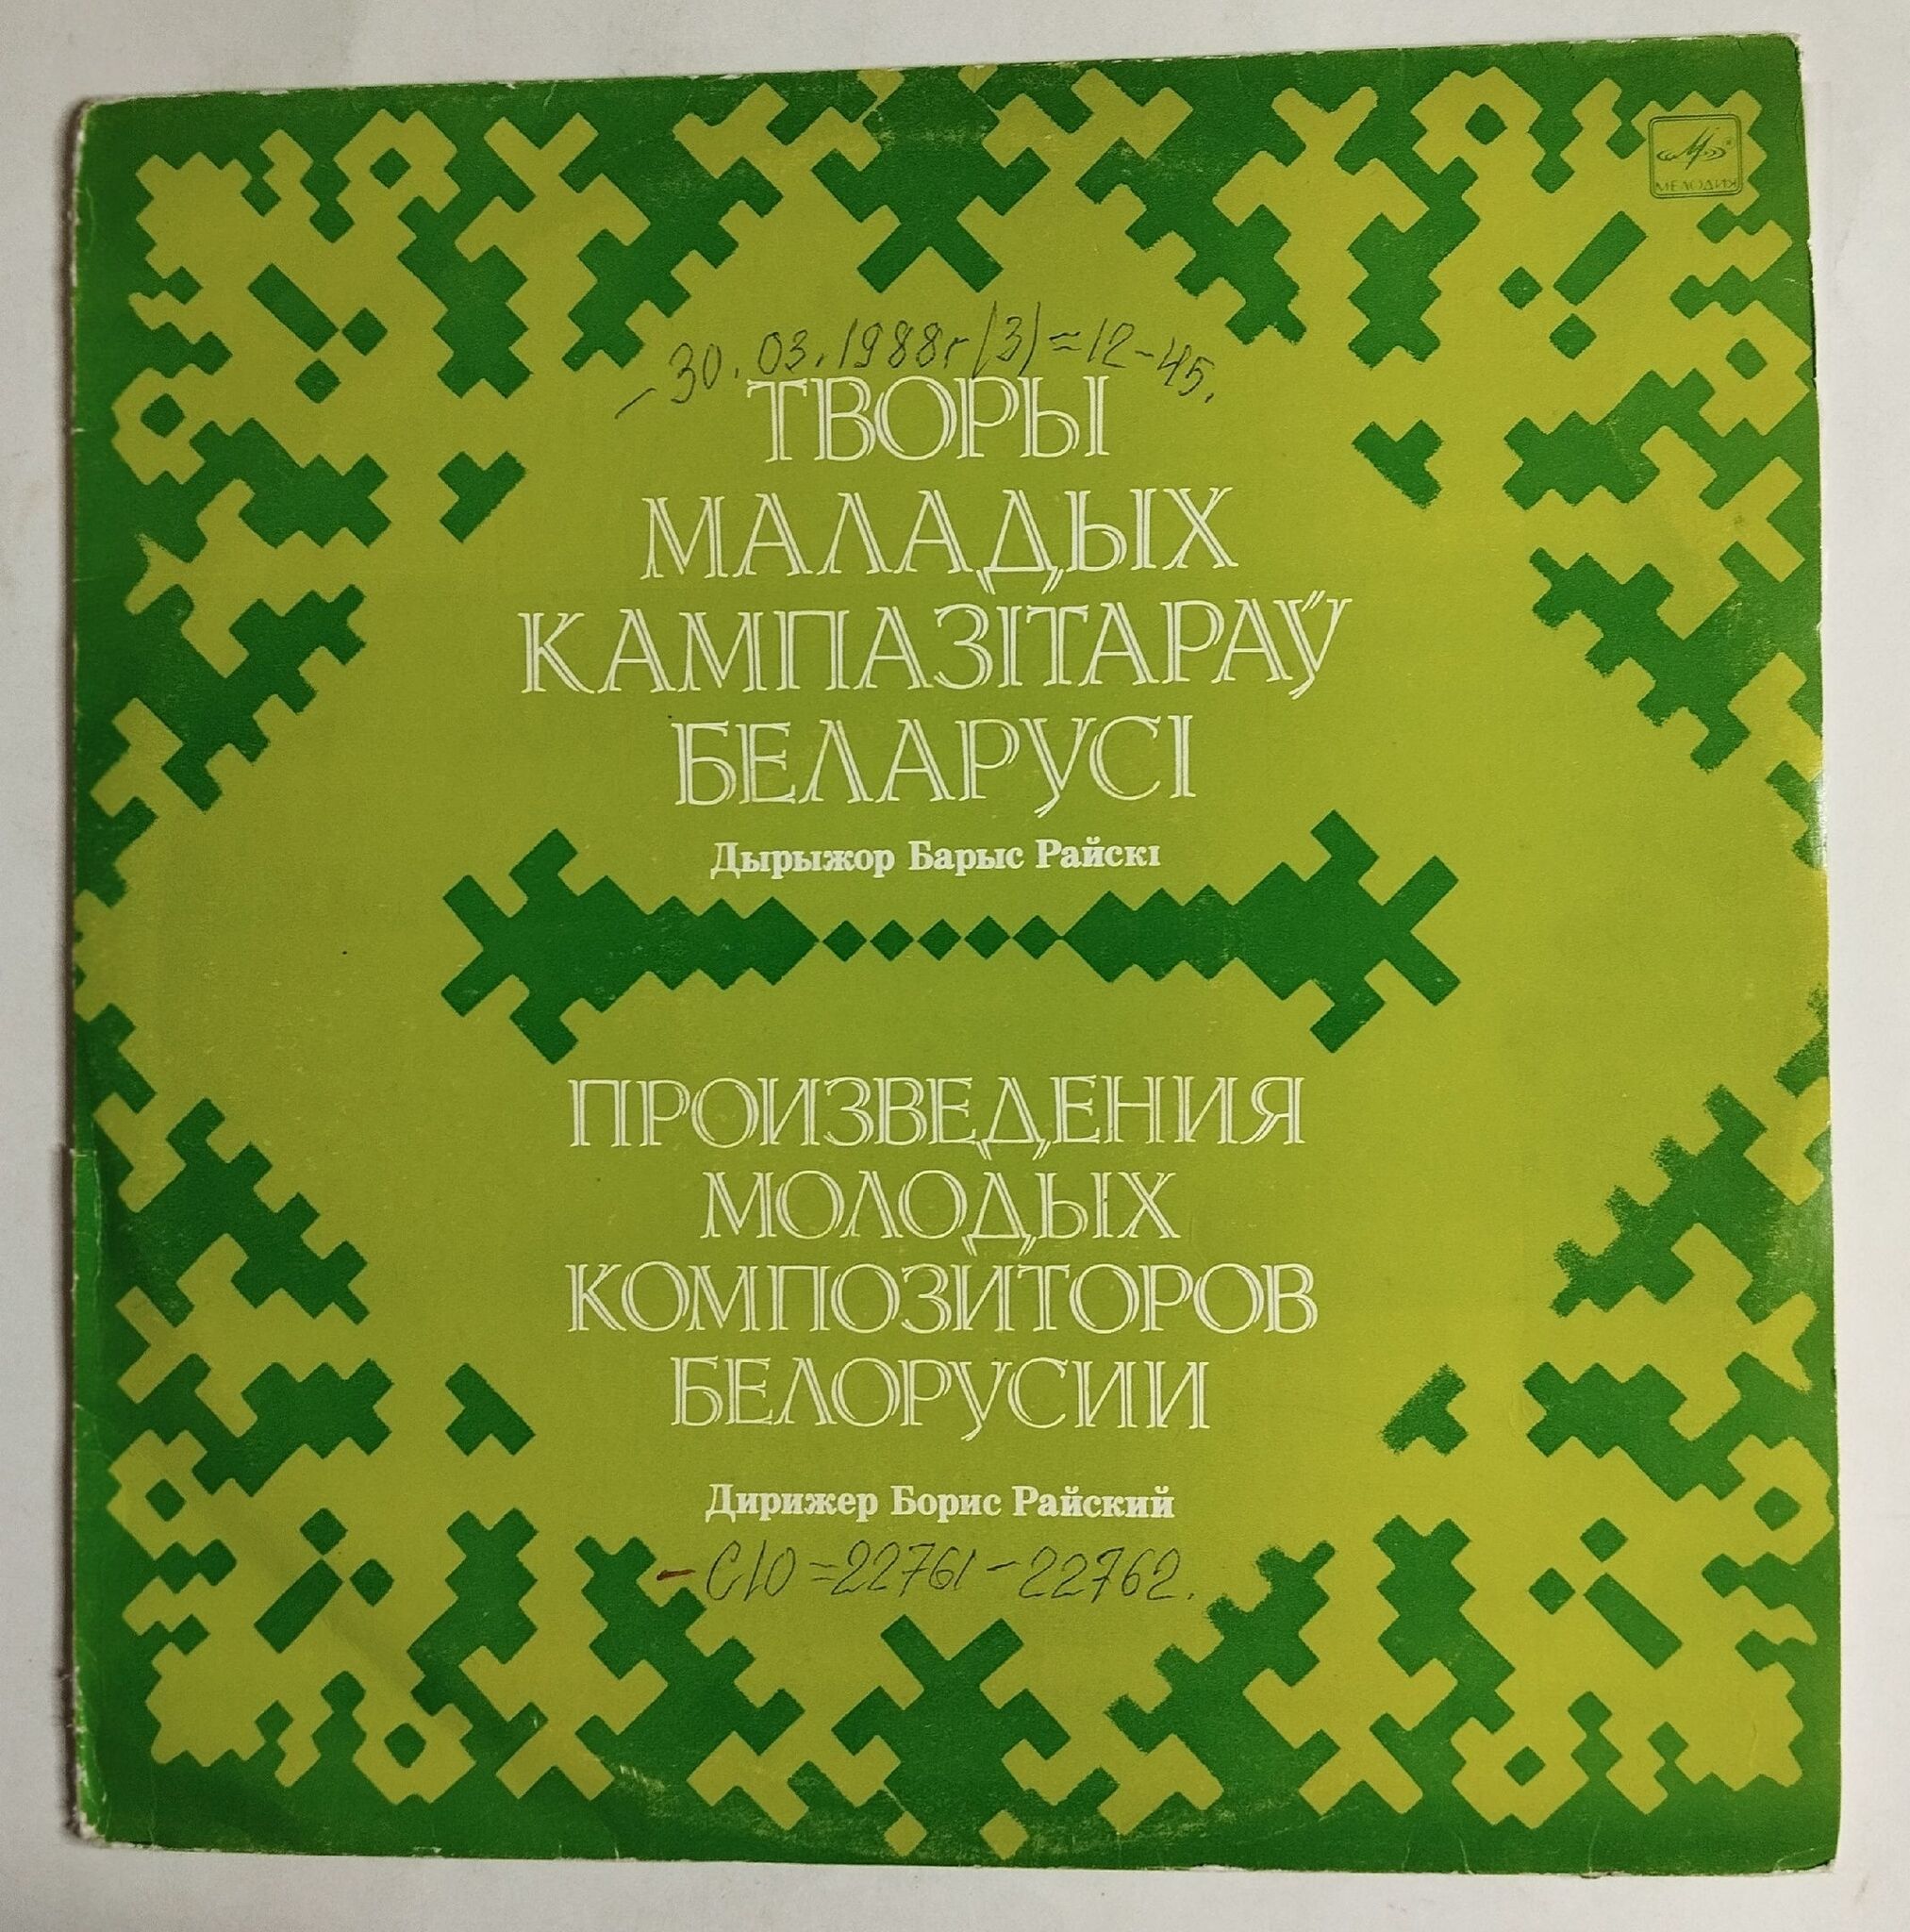 МЕЛОДИЯ
-30.03.1988г(3)=12-45.
ТВОРЫ
МАЛАДЫХ
КАМПАЗІТАРАЎ
БЕЛАРУСІ
Дырыжор Барыс Райскі
ПРОИЗВЕДЕНИЯ
МОЛОДЫХ
КОМПОЗИТОРОВ
БЕЛОРУСИИ
Дирижер Борис Райский
-С10=22761-22762.